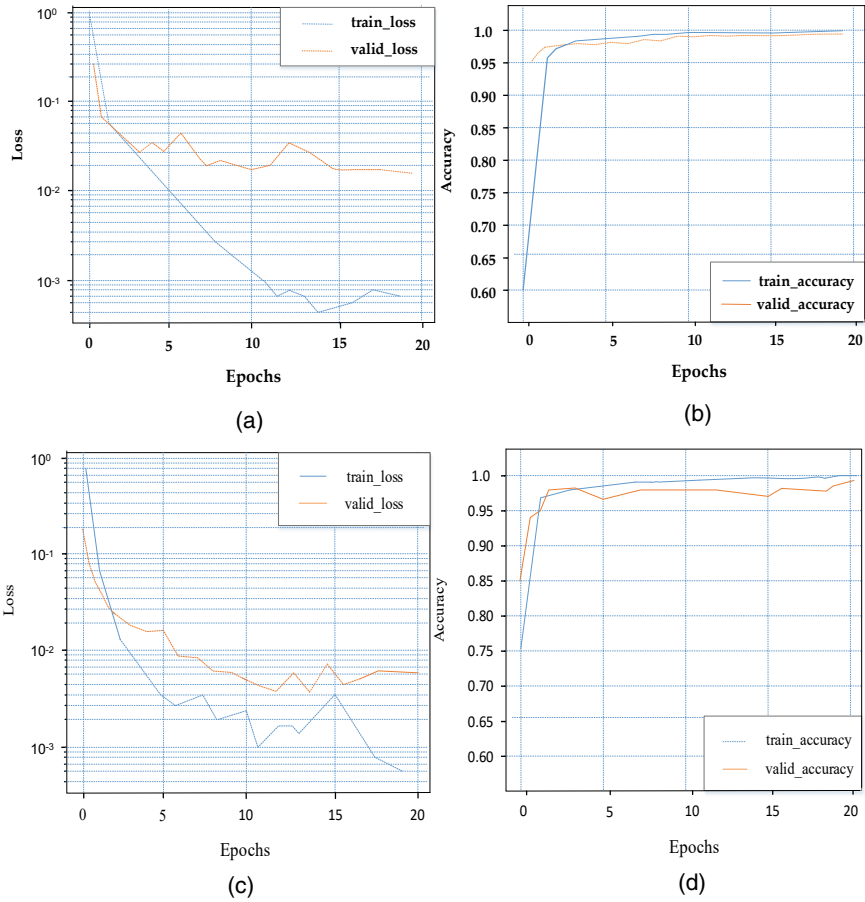 10⁰
10⁻¹
10⁻²
10⁻³
Loss
train_loss
valid_loss
0 5 10 15 20
Epochs
(a)
1.0
0.95
0.90
0.85
0.80
0.75
0.70
0.65
0.60
Accuracy
train_accuracy
valid_accuracy
0 5 10 15 20
Epochs
(b)
10⁰
10⁻¹
10⁻²
10⁻³
Loss
train_loss
valid_loss
0 5 10 15 20
Epochs
(c)
1.0
0.95
0.90
0.85
0.80
0.75
0.70
0.65
0.60
Accuracy
train_accuracy
valid_accuracy
0 5 10 15 20
Epochs
(d)